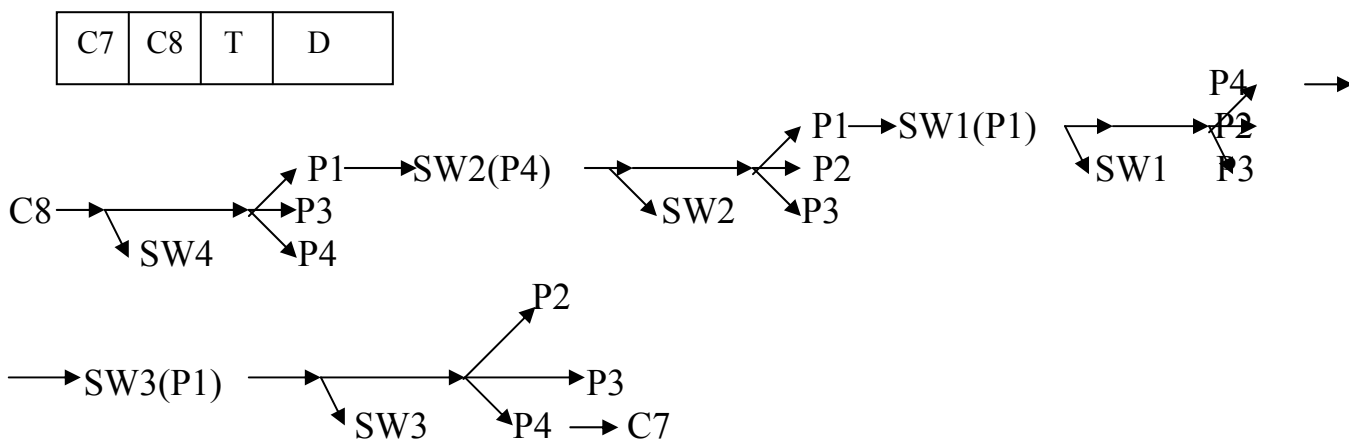 C7 C8 T D
P4
P1 SW1(P1) P2
P1 SW2(P4) P2 SW1 P3
C8 P3 SW2 P3
SW4 P4
P2
SW3(P1) P3
SW3 P4 C7